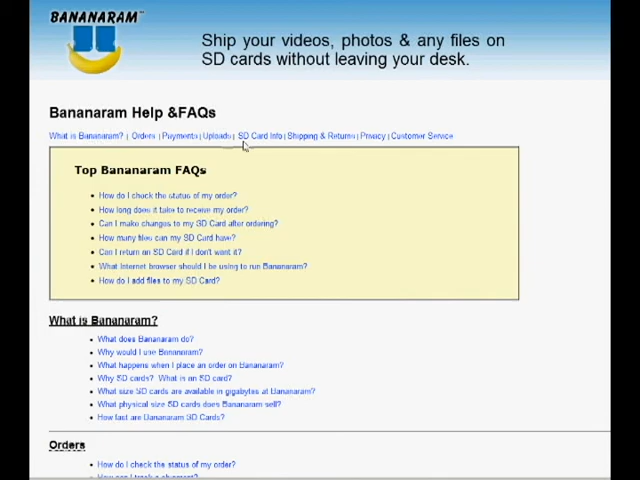 BANANARAM™
Ship your videos, photos & any files on
SD cards without leaving your desk.
Bananaram Help &FAQs
What is Bananaram? | Orders | Payments | Uploads | SD Card Info | Shipping & Returns | Privacy | Customer Service
Top Bananaram FAQs
How do I check the status of my order?
How long does it take to receive my order?
Can I make changes to my SD Card after ordering?
How many files can my SD Card have?
Can I return an SD Card if I don't want it?
What Internet browser should I be using to run Bananaram?
How do I add files to my SD Card?
What is Bananaram?
What does Bananaram do?
Why would I use Bananaram?
What happens when I place an order on Bananaram?
Why SD cards? What is an SD card?
What size SD cards are available in gigabytes at Bananaram?
What physical size SD cards does Bananaram sell?
How fast are Bananaram SD Cards?
Orders
How do I check the status of my order?
How can I track a shipment?